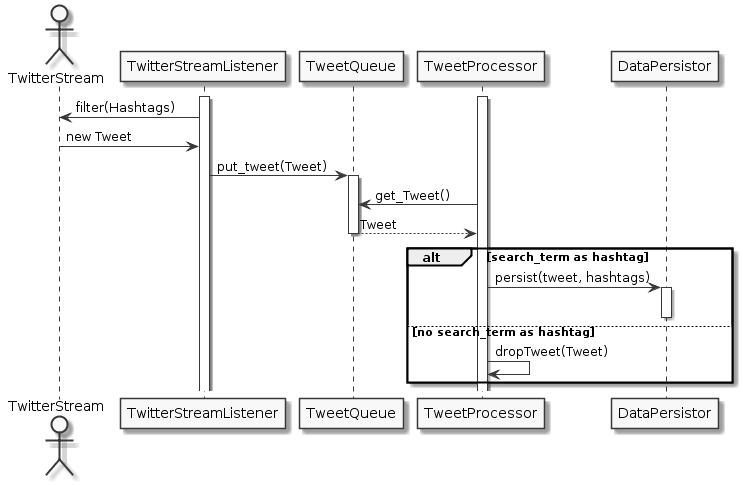 TwitterStream
TwitterStreamListener
TweetQueue
TweetProcessor
DataPersistor
filter(Hashtags)
new Tweet
put_tweet(Tweet)
get_Tweet()
Tweet
alt
[search_term as hashtag]
persist(tweet, hashtags)
[no search_term as hashtag]
dropTweet(Tweet)
TwitterStream
TwitterStreamListener
TweetQueue
TweetProcessor
DataPersistor